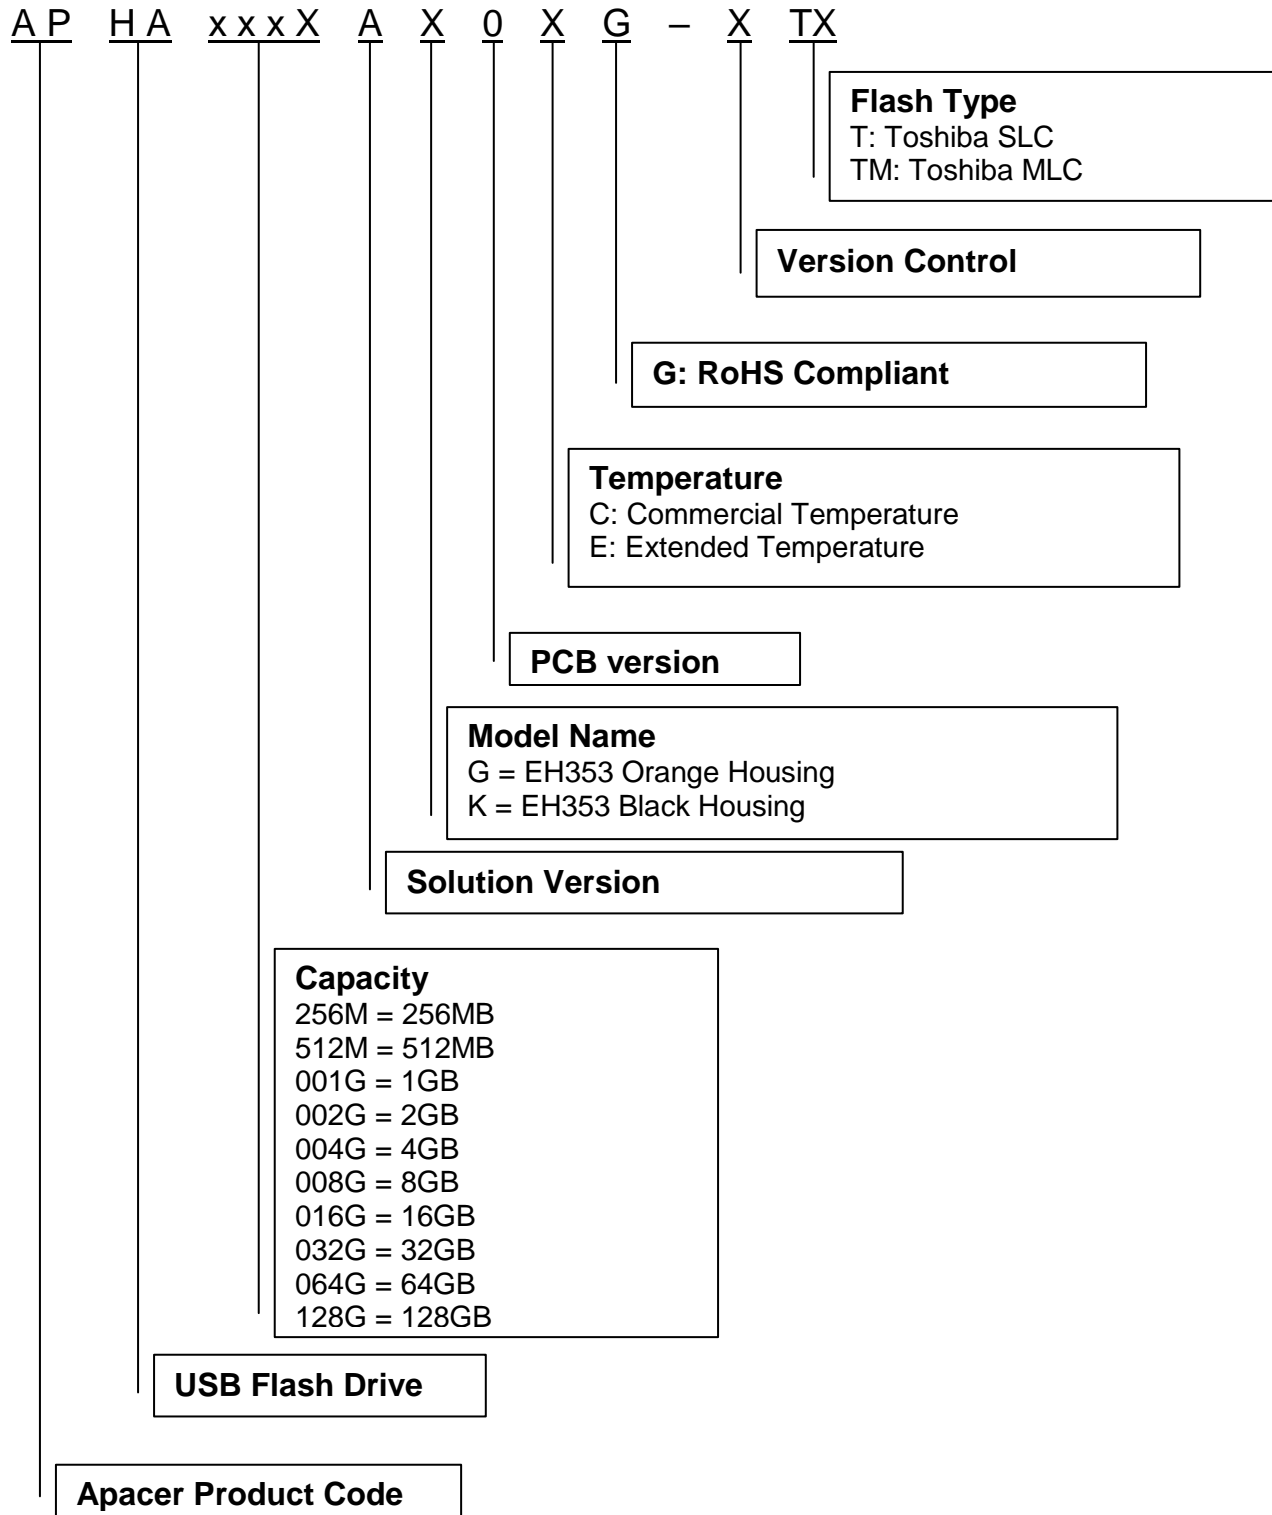 AP HA xxxX A X 0 X G – X TX
Flash Type
T: Toshiba SLC
TM: Toshiba MLC
Version Control
G: RoHS Compliant
Temperature
C: Commercial Temperature
E: Extended Temperature
PCB version
Model Name
G = EH353 Orange Housing
K = EH353 Black Housing
Solution Version
Capacity
256M = 256MB
512M = 512MB
001G = 1GB
002G = 2GB
004G = 4GB
008G = 8GB
016G = 16GB
032G = 32GB
064G = 64GB
128G = 128GB
USB Flash Drive
Apacer Product Code